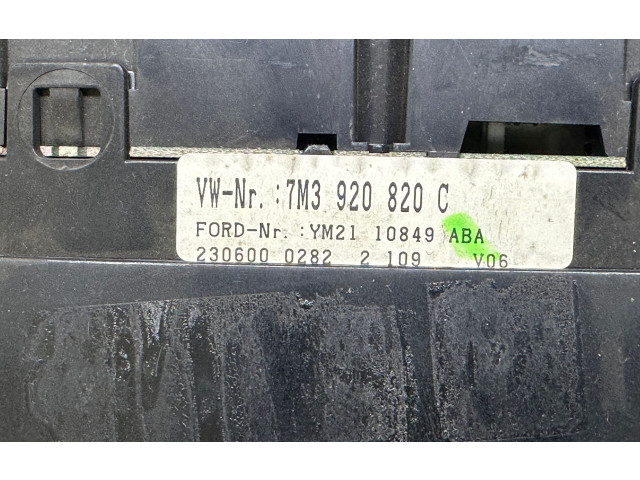 VW-Nr. :7M3 920 820 C
FORD-Nr. :YM21 10849 ABA
230600 0282 2 109 V06